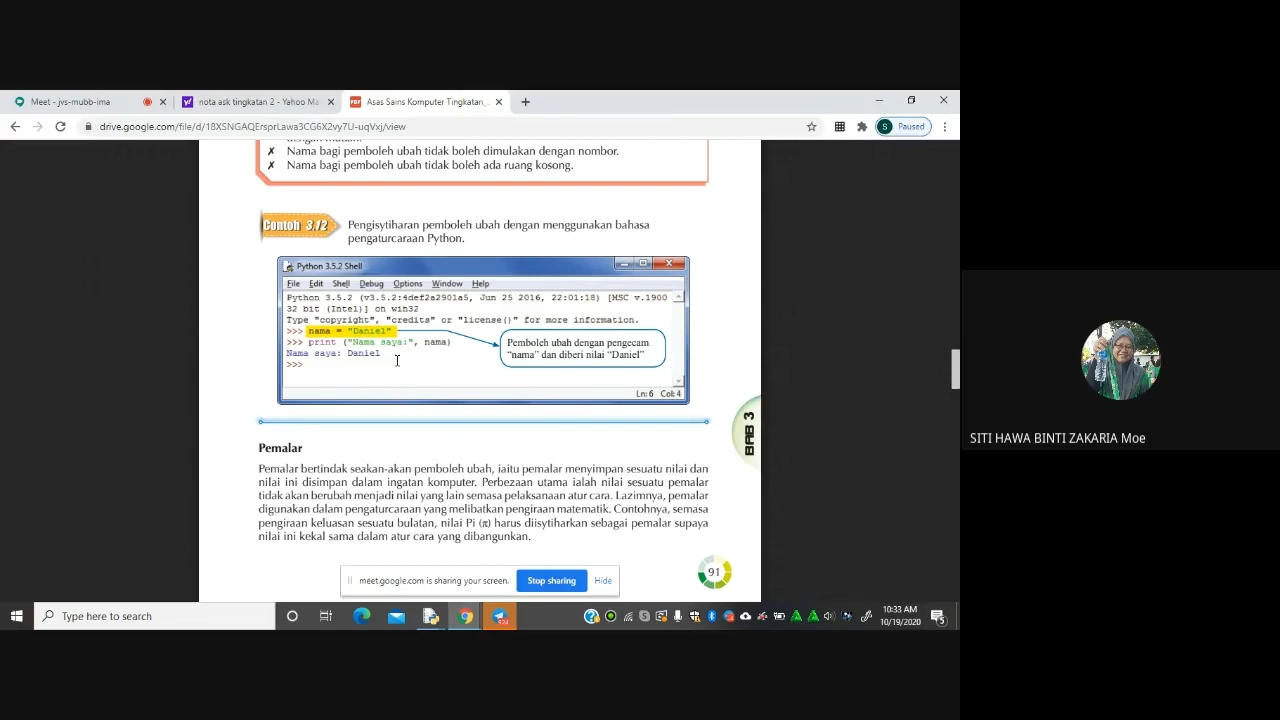 Meet - jvs-mubb-ima
nota ask tingkatan 2 - Yahoo Ma
Asas Sains Komputer Tingkatan_
drive.google.com/file/d/18XSNGAQErsprLawa3CG6X2vy7U-uqVxj/view
S Paused
✗ Nama bagi pemboleh ubah tidak boleh dimulakan dengan nombor.
✗ Nama bagi pemboleh ubah tidak boleh ada ruang kosong.
Contoh 3.12
Pengisytiharan pemboleh ubah dengan menggunakan bahasa
pengaturcaraan Python.
Python 3.5.2 Shell
File Edit Shell Debug Options Window Help
Python 3.5.2 (v3.5.2:4def2a2901a5, Jun 25 2016, 22:01:18) [MSC v.1900
32 bit (Intel)] on win32
Type "copyright", "credits" or "license()" for more information.
>>> nama = "Daniel"
>>> print ("Nama saya:", nama)
Nama saya: Daniel
>>>
Pemboleh ubah dengan pengecam
“nama” dan diberi nilai “Daniel”
Ln: 6 Col: 4
BAB 3
Pemalar
Pemalar bertindak seakan-akan pemboleh ubah, iaitu pemalar menyimpan sesuatu nilai dan
nilai ini disimpan dalam ingatan komputer. Perbezaan utama ialah nilai sesuatu pemalar
tidak akan berubah menjadi nilai yang lain semasa pelaksanaan atur cara. Lazimnya, pemalar
digunakan dalam pengaturcaraan yang melibatkan pengiraan matematik. Contohnya, semasa
pengiraan keluasan sesuatu bulatan, nilai Pi (π) harus diisytiharkan sebagai pemalar supaya
nilai ini kekal sama dalam atur cara yang dibangunkan.
91
meet.google.com is sharing your screen.
Stop sharing
Hide
Type here to search
10:33 AM
10/19/2020
SITI HAWA BINTI ZAKARIA Moe